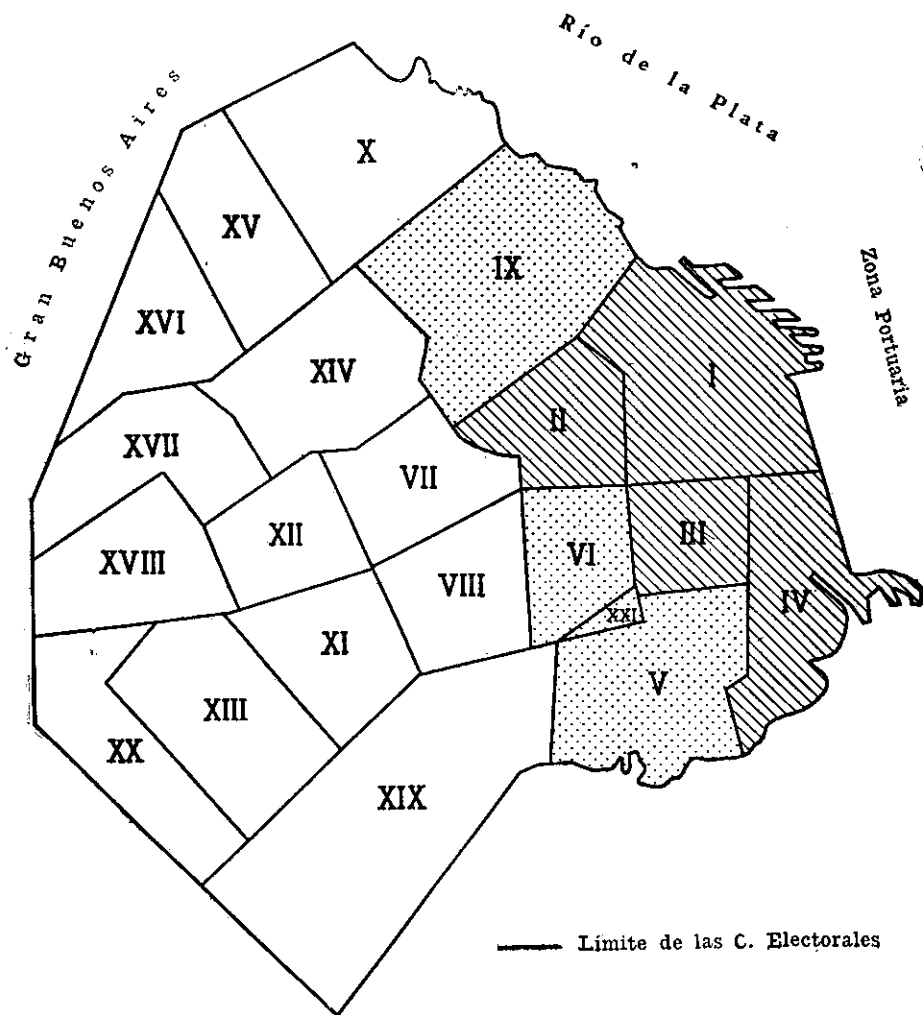 Río de la Plata
Gran Buenos Aires
Zona Portuaria
X
XV
IX
XVI
XIV
I
II
XVII
VII
XII
III
XVIII
VIII
VI
IV
XXI
XI
V
XIII
XX
XIX
Límite de las C. Electorales